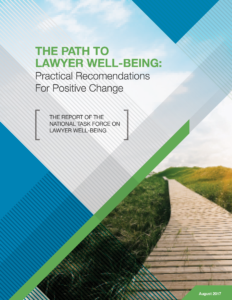 THE PATH TO
LAWYER WELL-BEING:
Practical Recomendations
For Positive Change
THE REPORT OF THE
NATIONAL TASK FORCE ON
LAWYER WELL-BEING
August 2017